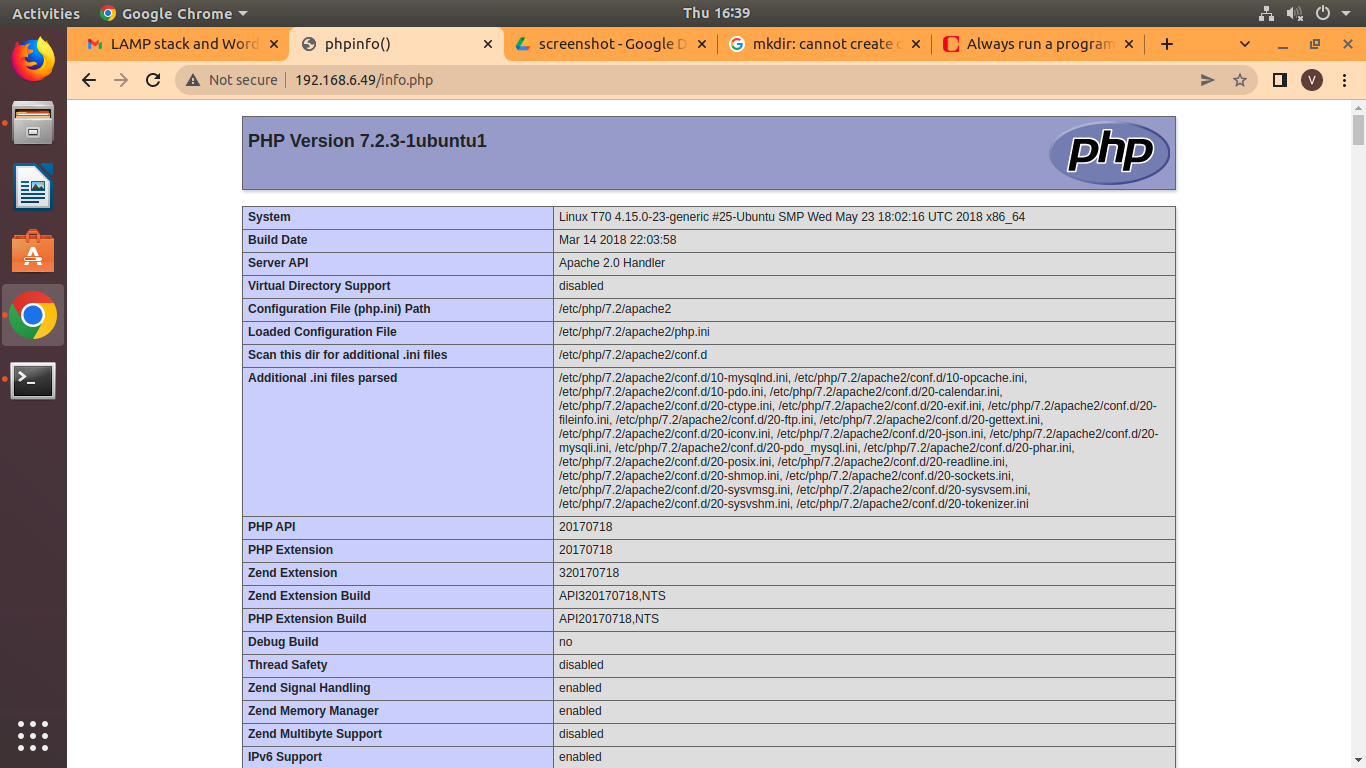 Activities Google Chrome Thu 16:39
LAMP stack and Word phpinfo() screenshot - Google D mkdir: cannot create Always run a program
Not secure 192.168.6.49/info.php V
PHP Version 7.2.3-1ubuntu1 php
System Linux T70 4.15.0-23-generic #25-Ubuntu SMP Wed May 23 18:02:16 UTC 2018 x86_64
Build Date Mar 14 2018 22:03:58
Server API Apache 2.0 Handler
Virtual Directory Support disabled
Configuration File (php.ini) Path /etc/php/7.2/apache2
Loaded Configuration File /etc/php/7.2/apache2/php.ini
Scan this dir for additional .ini files /etc/php/7.2/apache2/conf.d
Additional .ini files parsed /etc/php/7.2/apache2/conf.d/10-mysqlnd.ini, /etc/php/7.2/apache2/conf.d/10-opcache.ini,
/etc/php/7.2/apache2/conf.d/10-pdo.ini, /etc/php/7.2/apache2/conf.d/20-calendar.ini,
/etc/php/7.2/apache2/conf.d/20-ctype.ini, /etc/php/7.2/apache2/conf.d/20-exif.ini, /etc/php/7.2/apache2/conf.d/20-
fileinfo.ini, /etc/php/7.2/apache2/conf.d/20-ftp.ini, /etc/php/7.2/apache2/conf.d/20-gettext.ini,
/etc/php/7.2/apache2/conf.d/20-iconv.ini, /etc/php/7.2/apache2/conf.d/20-json.ini, /etc/php/7.2/apache2/conf.d/20-
mysqli.ini, /etc/php/7.2/apache2/conf.d/20-pdo_mysql.ini, /etc/php/7.2/apache2/conf.d/20-phar.ini,
/etc/php/7.2/apache2/conf.d/20-posix.ini, /etc/php/7.2/apache2/conf.d/20-readline.ini,
/etc/php/7.2/apache2/conf.d/20-shmop.ini, /etc/php/7.2/apache2/conf.d/20-sockets.ini,
/etc/php/7.2/apache2/conf.d/20-sysvmsg.ini, /etc/php/7.2/apache2/conf.d/20-sysvsem.ini,
/etc/php/7.2/apache2/conf.d/20-sysvshm.ini, /etc/php/7.2/apache2/conf.d/20-tokenizer.ini
PHP API 20170718
PHP Extension 20170718
Zend Extension 320170718
Zend Extension Build API320170718,NTS
PHP Extension Build API20170718,NTS
Debug Build no
Thread Safety disabled
Zend Signal Handling enabled
Zend Memory Manager enabled
Zend Multibyte Support disabled
IPv6 Support enabled